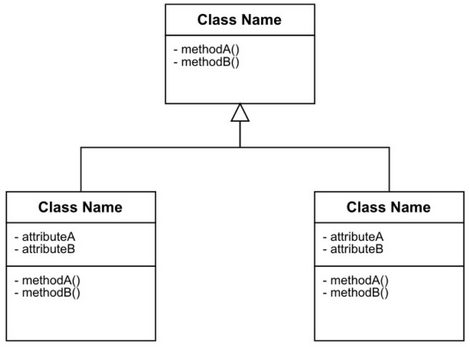 Class Name
- methodA()
- methodB()
Class Name
- attributeA
- attributeB
- methodA()
- methodB()
Class Name
- attributeA
- attributeB
- methodA()
- methodB()